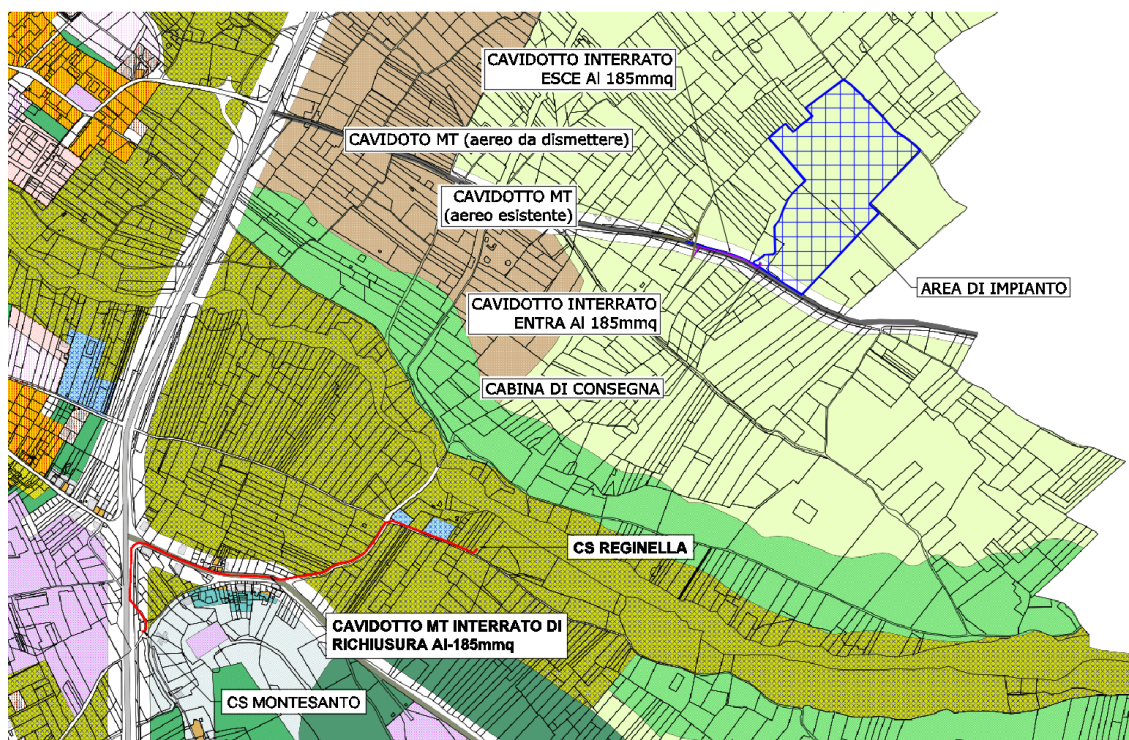 CAVIDOTTO INTERRATO
ESCE Al 185mmq
CAVIDOTO MT (aereo da dismettere)
CAVIDOTTO MT
(aereo esistente)
AREA DI IMPIANTO
CAVIDOTTO INTERRATO
ENTRA Al 185mmq
CABINA DI CONSEGNA
CS REGINELLA
CAVIDOTTO MT INTERRATO DI
RICHIUSURA Al-185mmq
CS MONTESANTO